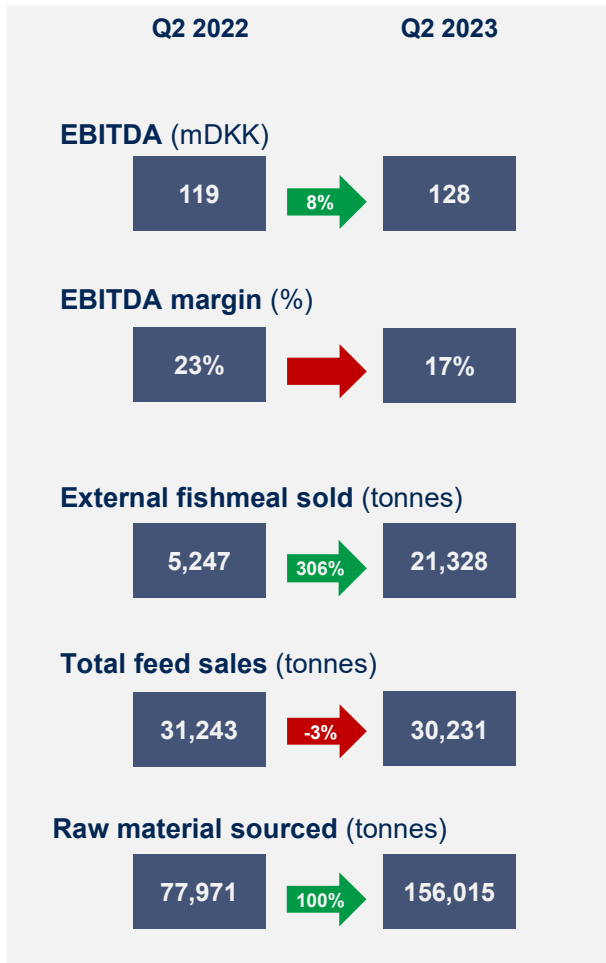 Q2 2022 Q2 2023
EBITDA (mDKK)
119 8% 128
EBITDA margin (%)
23% 17%
External fishmeal sold (tonnes)
5,247 306% 21,328
Total feed sales (tonnes)
31,243 -3% 30,231
Raw material sourced (tonnes)
77,971 100% 156,015